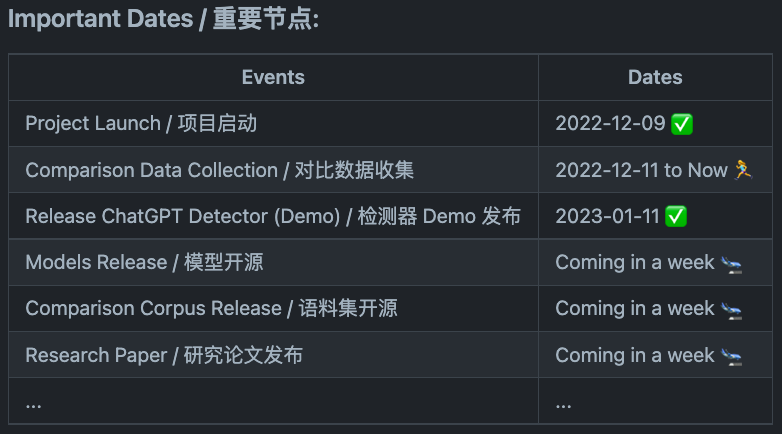 Important Dates / 重要节点:
Events Dates
Project Launch / 项目启动 2022-12-09 ✅
Comparison Data Collection / 对比数据收集 2022-12-11 to Now 🏃
Release ChatGPT Detector (Demo) / 检测器 Demo 发布 2023-01-11 ✅
Models Release / 模型开源 Coming in a week 🛬
Comparison Corpus Release / 语料集开源 Coming in a week 🛬
Research Paper / 研究论文发布 Coming in a week 🛬
... ...